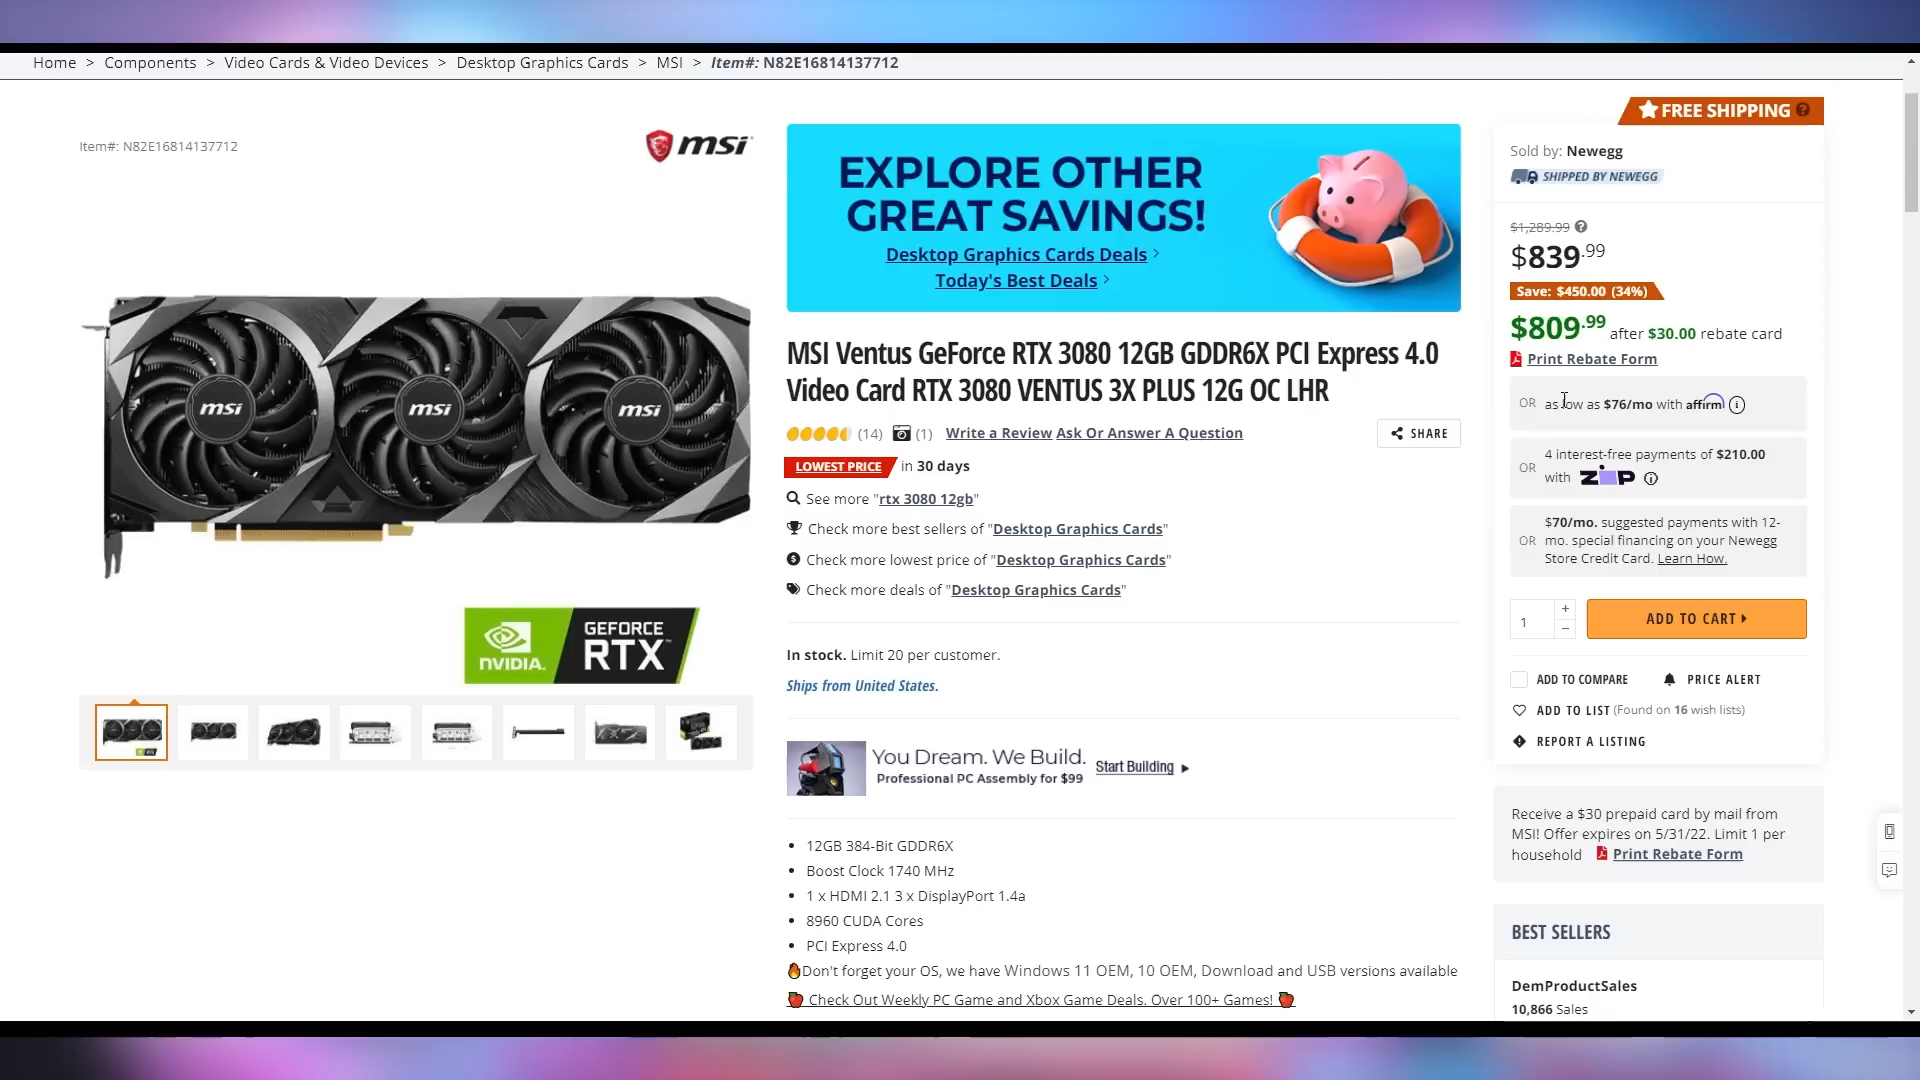 Home > Components > Video Cards & Video Devices > Desktop Graphics Cards > MSI > Item#: N82E16814137712
Item#: N82E16814137712
msi
msi
msi
msi
NVIDIA.
GEFORCE
RTX™
EXPLORE OTHER
GREAT SAVINGS!
Desktop Graphics Cards Deals >
Today's Best Deals >
MSI Ventus GeForce RTX 3080 12GB GDDR6X PCI Express 4.0
Video Card RTX 3080 VENTUS 3X PLUS 12G OC LHR
(14) (1) Write a Review Ask Or Answer A Question
SHARE
LOWEST PRICE in 30 days
See more "rtx 3080 12gb"
Check more best sellers of "Desktop Graphics Cards"
Check more lowest price of "Desktop Graphics Cards"
Check more deals of "Desktop Graphics Cards"
In stock. Limit 20 per customer.
Ships from United States.
You Dream. We Build.
Professional PC Assembly for $99
Start Building
• 12GB 384-Bit GDDR6X
• Boost Clock 1740 MHz
• 1 x HDMI 2.1 3 x DisplayPort 1.4a
• 8960 CUDA Cores
• PCI Express 4.0
🔥Don't forget your OS, we have Windows 11 OEM, 10 OEM, Download and USB versions available
Check Out Weekly PC Game and Xbox Game Deals. Over 100+ Games!
FREE SHIPPING
Sold by: Newegg
SHIPPED BY NEWEGG
$1,289.99
$839.99
Save: $450.00 (34%)
$809.99 after $30.00 rebate card
Print Rebate Form
OR as low as $76/mo with affirm
OR 4 interest-free payments of $210.00
with ZIP
$70/mo. suggested payments with 12-
OR mo. special financing on your Newegg
Store Credit Card. Learn How.
1 + −
ADD TO CART
ADD TO COMPARE
PRICE ALERT
ADD TO LIST (Found on 16 wish lists)
REPORT A LISTING
Receive a $30 prepaid card by mail from
MSI! Offer expires on 5/31/22. Limit 1 per
household Print Rebate Form
BEST SELLERS
DemProductSales
10,866 Sales